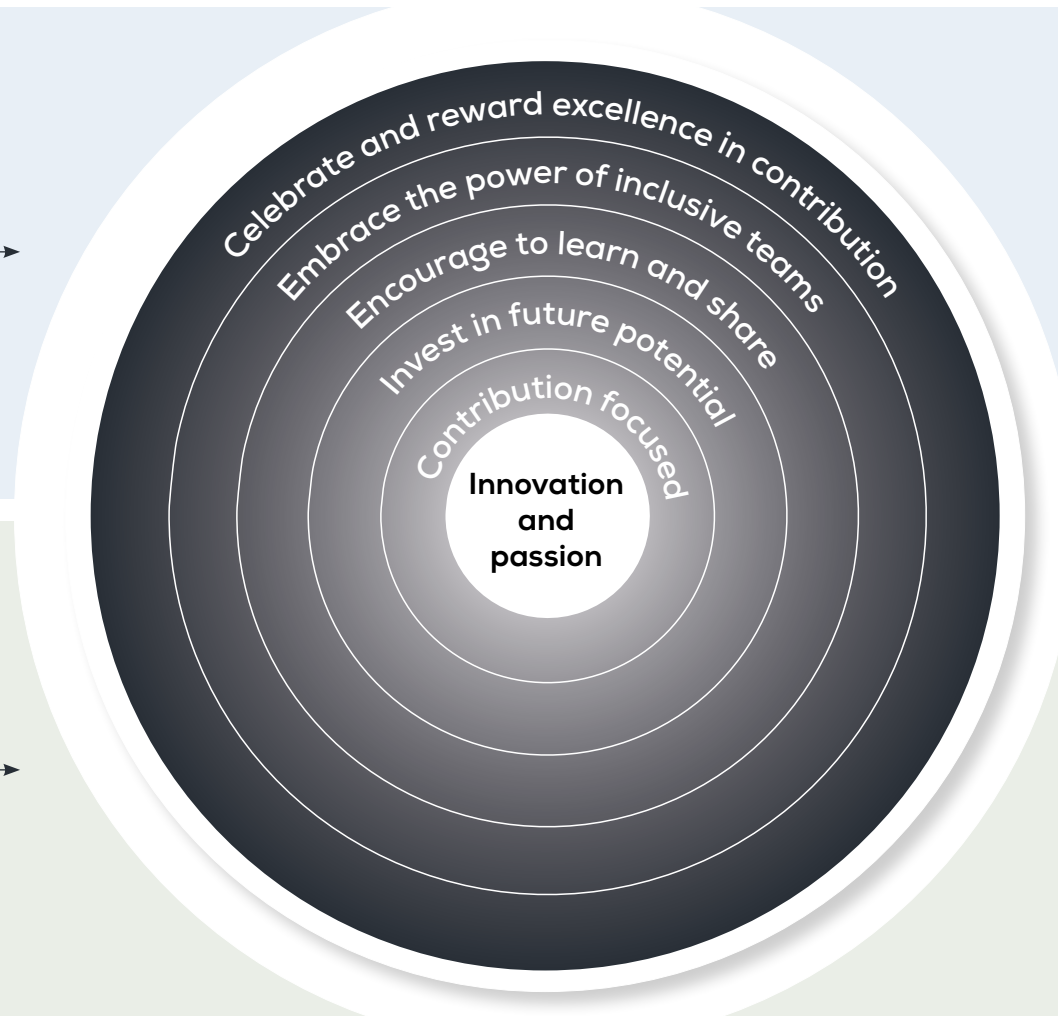 Celebrate and reward excellence in contribution
Embrace the power of inclusive teams
Encourage to learn and share
Invest in future potential
Contribution focused
Innovation
and
passion